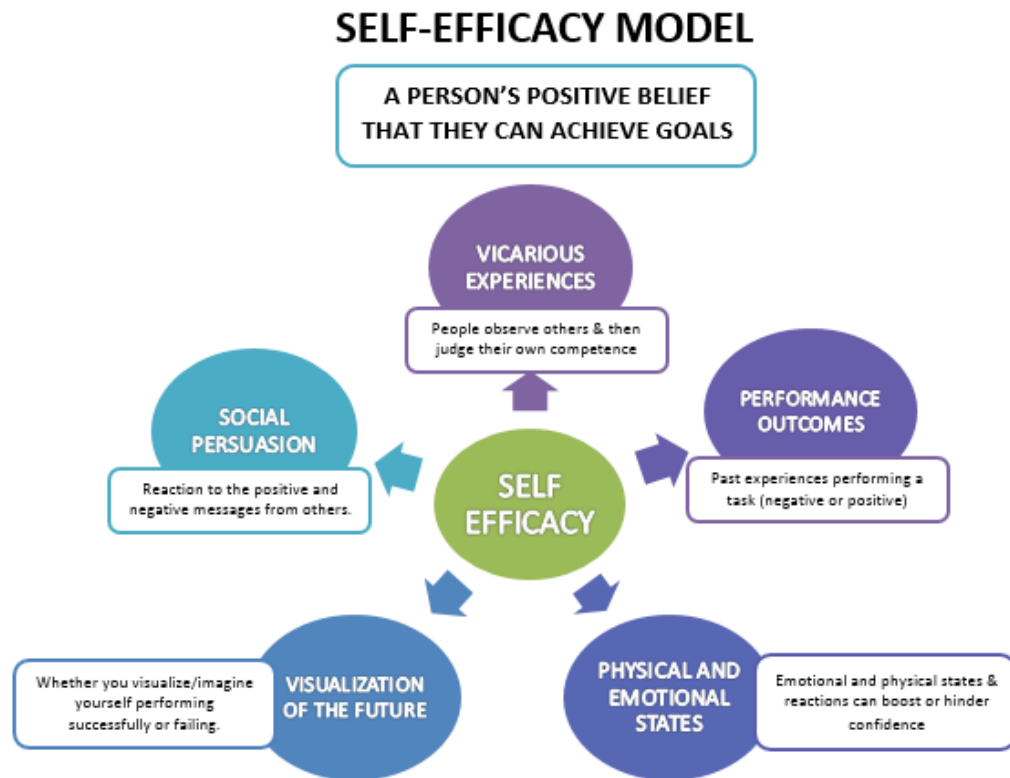 SELF-EFFICACY MODEL
A PERSON'S POSITIVE BELIEF
THAT THEY CAN ACHIEVE GOALS
VICARIOUS
EXPERIENCES
People observe others & then
judge their own competence
SOCIAL
PERSUASION
Reaction to the positive and
negative messages from others.
PERFORMANCE
OUTCOMES
Past experiences performing a
task (negative or positive)
SELF
EFFICACY
Whether you visualize/imagine
yourself performing
successfully or failing.
VISUALIZATION
OF THE FUTURE
PHYSICAL AND
EMOTIONAL
STATES
Emotional and physical states &
reactions can boost or hinder
confidence